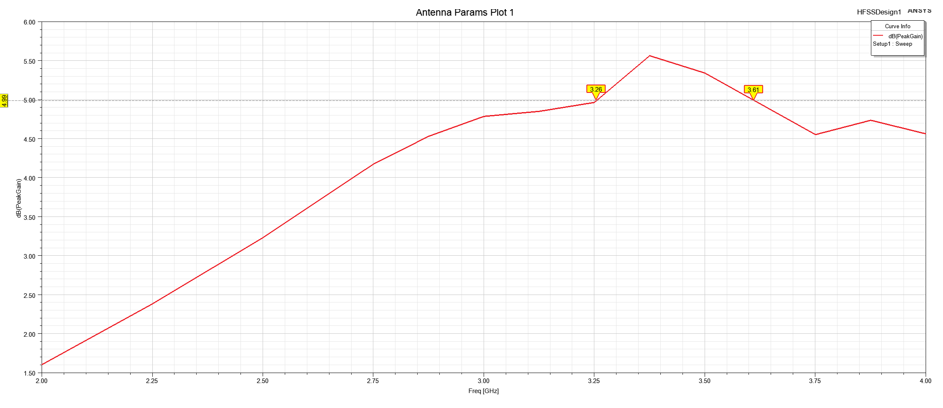 Antenna Params Plot 1
HFSSDesign1
ANSYS
Curve Info
dB(PeakGain)
Setup1 : Sweep
6.00
5.50
5.00
4.50
4.00
3.50
3.00
2.50
2.00
1.50
4.99
dB(PeakGain)
3.26
3.61
2.00
2.25
2.50
2.75
3.00
3.25
3.50
3.75
4.00
Freq [GHz]